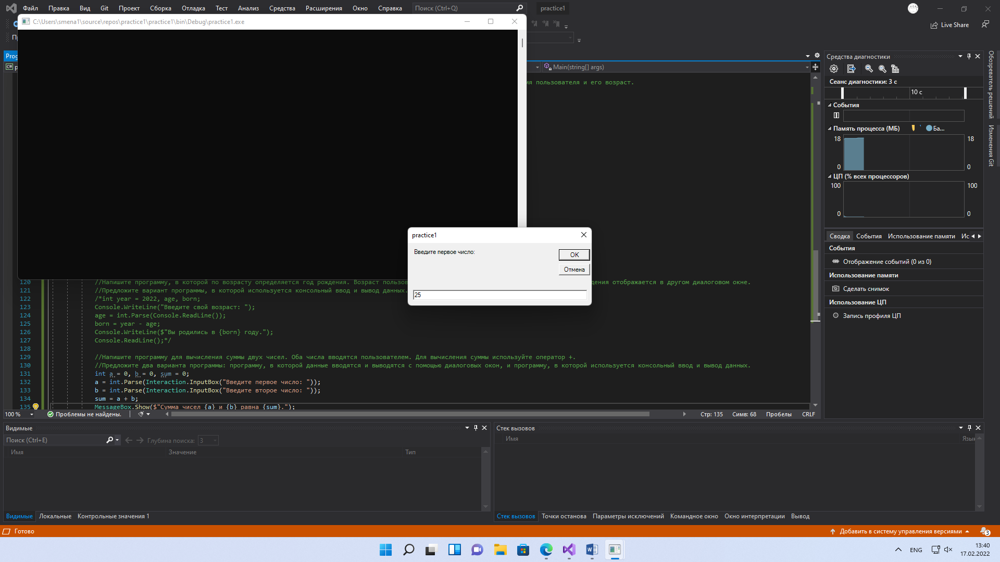 Файл Правка Вид Git Проект Сборка Отладка Тест Анализ Средства Расширения Окно Справка Поиск (Ctrl+Q) practice1
C:\Users\smena1\source\repos\practice1\practice1\bin\Debug\practice1.exe
Live Share
Main(string[] args)
пользователя и его возраст.
practice1
Введите первое число:
OK
Отмена
25
120 //Напишите программу, в которой по возрасту определяется год рождения. Возраст отображается в другом диалоговом окне.
121 //Предложите вариант программы, в которой используется консольный ввод и вывод данных.
122 /*int year = 2022, age, born;
123 Console.WriteLine("Введите свой возраст: ");
124 age = int.Parse(Console.ReadLine());
125 born = year - age;
126 Console.WriteLine($"Вы родились в {born} году.");
127 Console.ReadLine();*/
128
129 //Напишите программу для вычисления суммы двух чисел. Оба числа вводятся пользователем. Для вычисления суммы используйте оператор +.
130 //Предложите два варианта программы: программу, в которой данные вводятся и выводятся с помощью диалоговых окон, и программу, в которой используется консольный ввод и вывод данных.
131 int a = 0, b = 0, sum = 0;
132 a = int.Parse(Interaction.InputBox("Введите первое число: "));
133 b = int.Parse(Interaction.InputBox("Введите второе число: "));
134 sum = a + b;
135 MessageBox.Show($"Сумма чисел {a} и {b} равна {sum}.");
100 % Проблемы не найдены. Стр: 135 Симв: 68 Пробелы CRLF
Средства диагностики
Сеанс диагностики: 3 с
10 с
События
Память процесса (МБ) Ба...
18 18
0 0
ЦП (% всех процессоров)
100 100
0 0
Сводка События Использование памяти Ис
События
Отображение событий (0 из 0)
Использование памяти
Сделать снимок
Использование ЦП
Запись профиля ЦП
Обозреватель решений
Изменения Git
Видимые
Поиск (Ctrl+E) Глубина поиска: 3
Имя Значение Тип
Видимые Локальные Контрольные значения 1
Стек вызовов
Имя Язык
Стек вызовов Точки останова Параметры исключений Командное окно Окно интерпретации Вывод
Готово
Добавить в систему управления версиями 3
ENG 13:40
17.02.2022